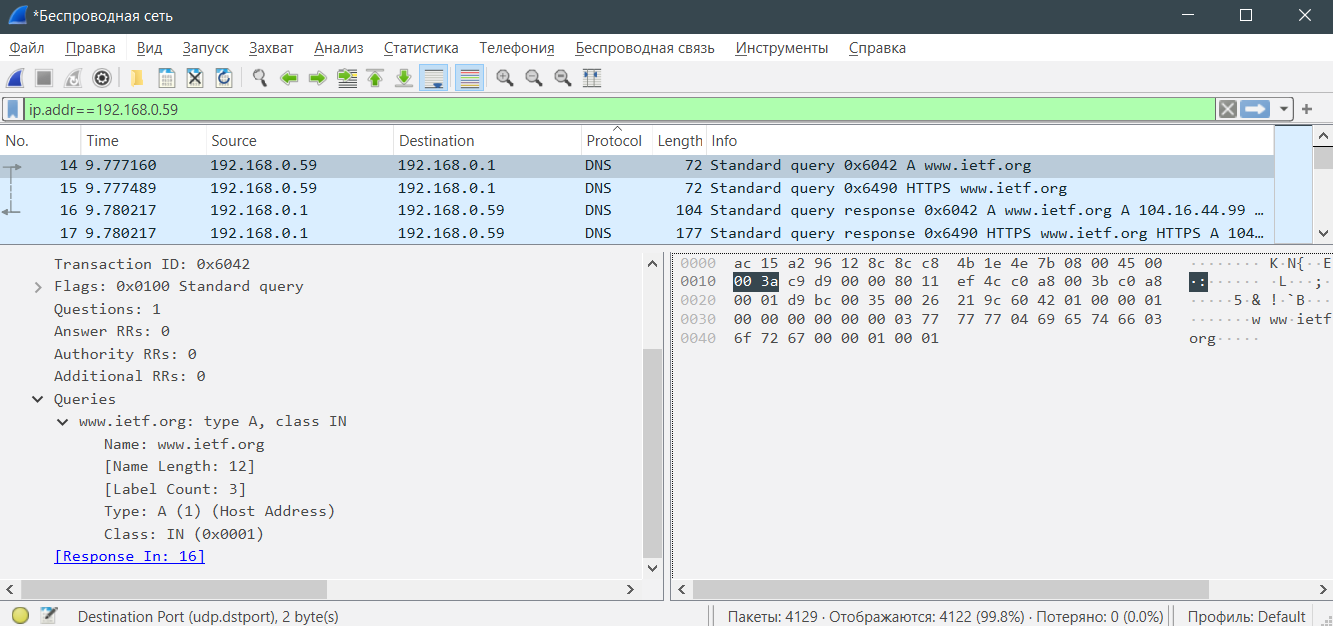 *Беспроводная сеть
Файл Правка Вид Запуск Захват Анализ Статистика Телефония Беспроводная связь Инструменты Справка
ip.addr==192.168.0.59
No. Time Source Destination Protocol Length Info
14 9.777160 192.168.0.59 192.168.0.1 DNS 72 Standard query 0x6042 A www.ietf.org
15 9.777489 192.168.0.59 192.168.0.1 DNS 72 Standard query 0x6490 HTTPS www.ietf.org
16 9.780217 192.168.0.1 192.168.0.59 DNS 104 Standard query response 0x6042 A www.ietf.org A 104.16.44.99 …
17 9.780217 192.168.0.1 192.168.0.59 DNS 177 Standard query response 0x6490 HTTPS www.ietf.org HTTPS A 104…
Transaction ID: 0x6042
Flags: 0x0100 Standard query
Questions: 1
Answer RRs: 0
Authority RRs: 0
Additional RRs: 0
Queries
www.ietf.org: type A, class IN
Name: www.ietf.org
[Name Length: 12]
[Label Count: 3]
Type: A (1) (Host Address)
Class: IN (0x0001)
[Response In: 16]
0000 ac 15 a2 96 12 8c 8c c8 4b 1e 4e 7b 08 00 45 00 ········ K·N{··E
0010 00 3a c9 d9 00 00 80 11 ef 4c c0 a8 00 3b c0 a8 ·:······ ·L···;··
0020 00 01 d9 bc 00 35 00 26 21 9c 60 42 01 00 00 01 ·····5·& !·`B····
0030 00 00 00 00 00 00 03 77 77 77 04 69 65 74 66 03 ·······w ww·ietf
0040 6f 72 67 00 00 01 00 01 org·····
Destination Port (udp.dstport), 2 byte(s)
Пакеты: 4129 · Отображаются: 4122 (99.8%) · Потеряно: 0 (0.0%)
Профиль: Default